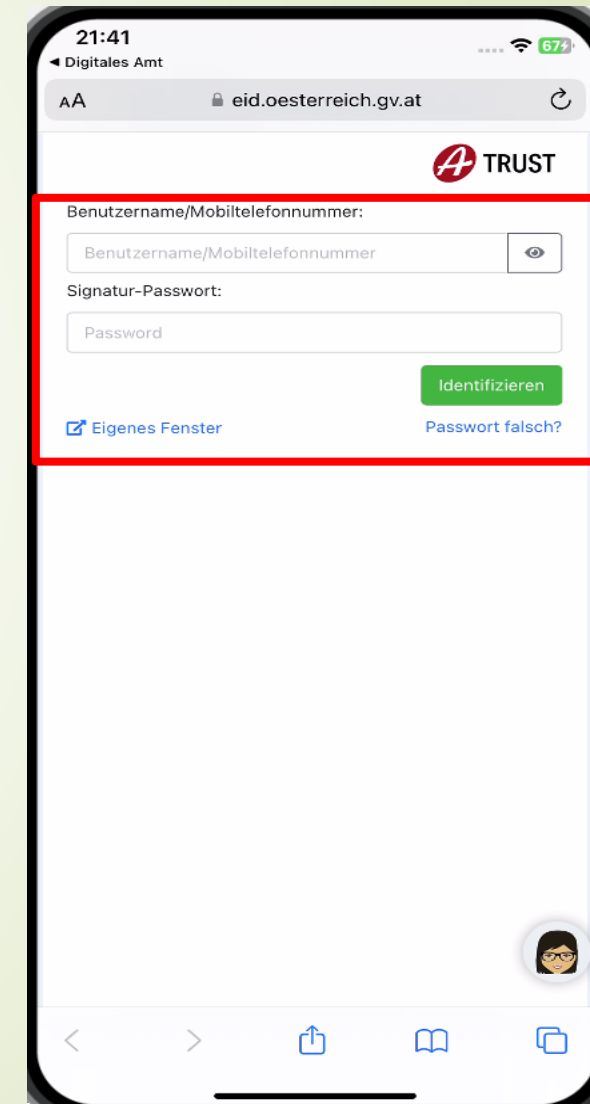 21:41
67
◀ Digitales Amt
AA eid.oesterreich.gv.at
A TRUST
Benutzername/Mobiltelefonnummer:
Benutzername/Mobiltelefonnummer
Signatur-Passwort:
Password
Identifizieren
Eigenes Fenster
Passwort falsch?